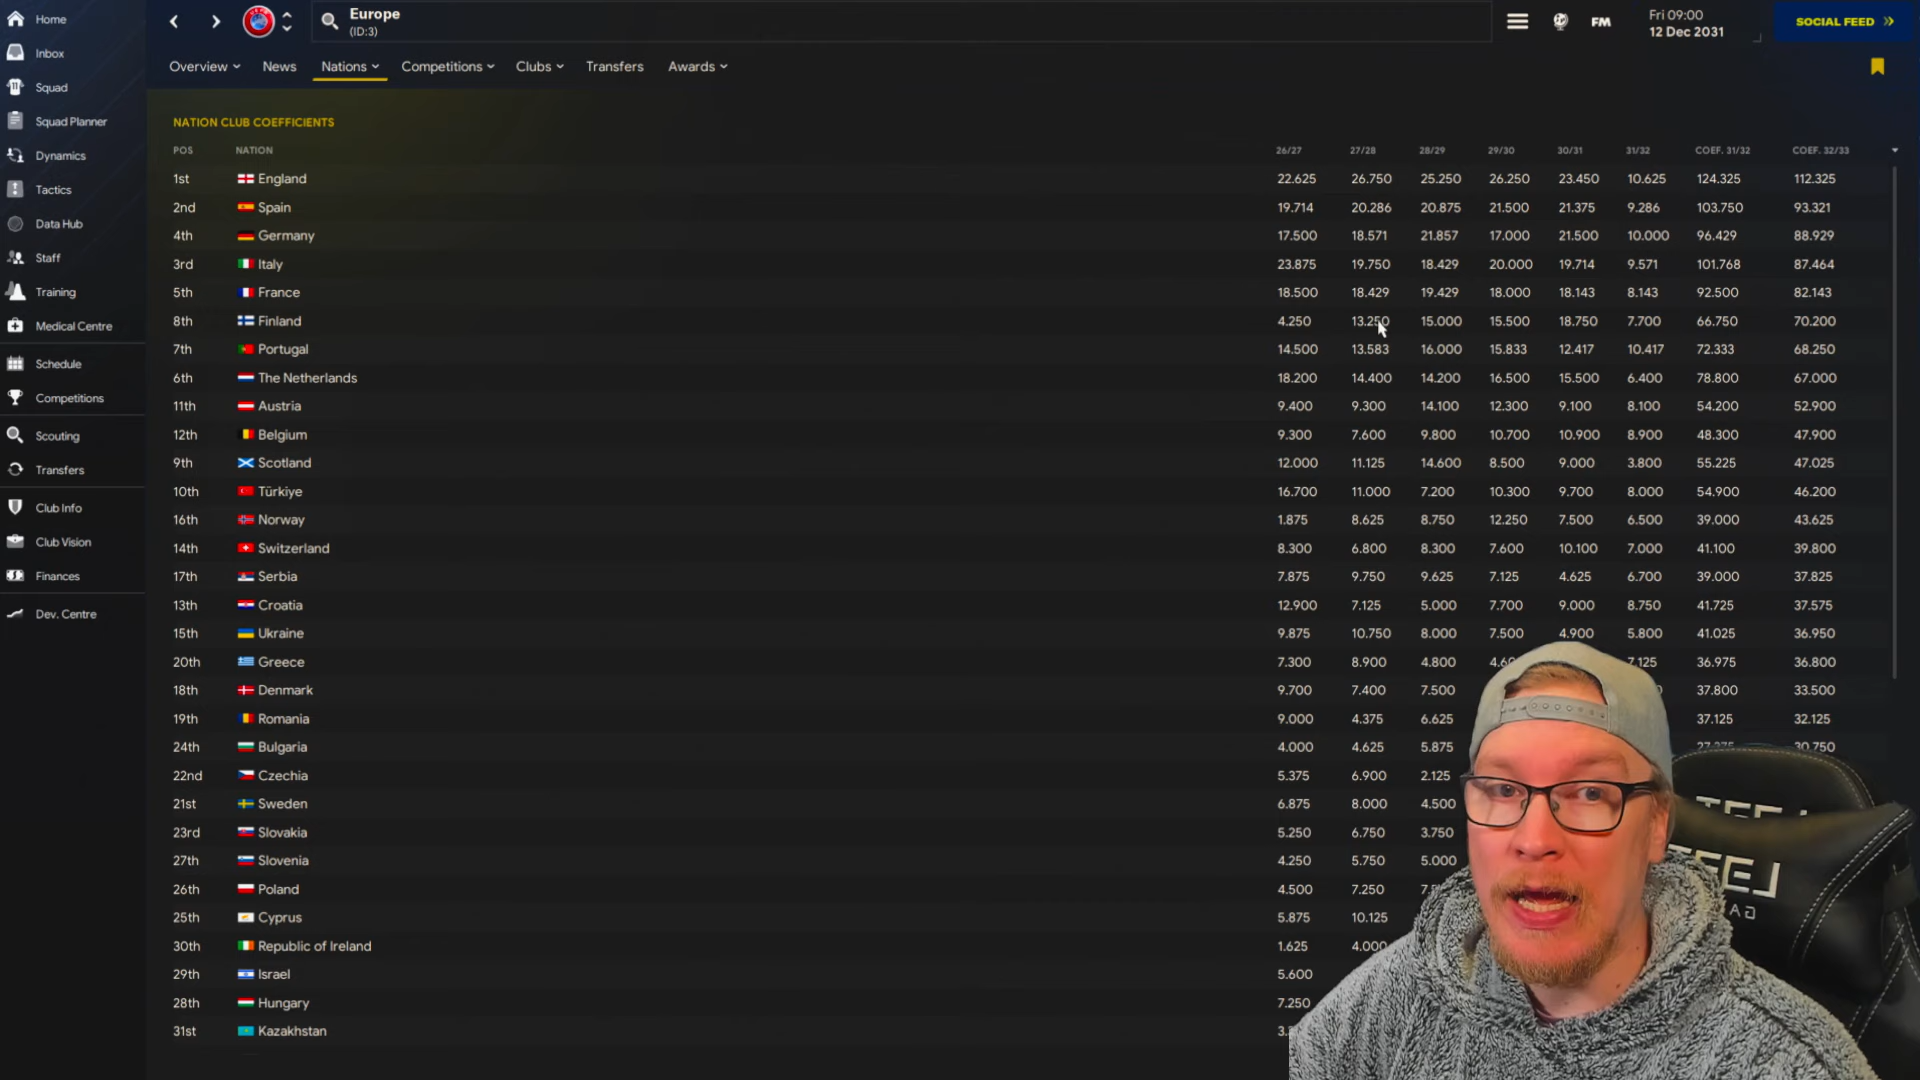 Home
Inbox
Squad
Squad Planner
Dynamics
Tactics
Data Hub
Staff
Training
Medical Centre
Schedule
Competitions
Scouting
Transfers
Club Info
Club Vision
Finances
Dev. Centre
Europe
(ID:3)
FM
Fri 09:00
12 Dec 2031
SOCIAL FEED
Overview News Nations Competitions Clubs Transfers Awards
NATION CLUB COEFFICIENTS
POS NATION 26/27 27/28 28/29 29/30 30/31 31/32 COEF. 31/32 COEF. 32/33
1st England 22.625 26.750 25.250 26.250 23.450 10.625 124.325 112.325
2nd Spain 19.714 20.286 20.875 21.500 21.375 9.286 103.750 93.321
4th Germany 17.500 18.571 21.857 17.000 21.500 10.000 96.429 88.929
3rd Italy 23.875 19.750 18.429 20.000 19.714 9.571 101.768 87.464
5th France 18.500 18.429 19.429 18.000 18.143 8.143 92.500 82.143
8th Finland 4.250 13.250 15.000 15.500 18.750 7.700 66.750 70.200
7th Portugal 14.500 13.583 16.000 15.833 12.417 10.417 72.333 68.250
6th The Netherlands 18.200 14.400 14.200 16.500 15.500 6.400 78.800 67.000
11th Austria 9.400 9.300 14.100 12.300 9.100 8.100 54.200 52.900
12th Belgium 9.300 7.600 9.800 10.700 10.900 8.900 48.300 47.900
9th Scotland 12.000 11.125 14.600 8.500 9.000 3.800 55.225 47.025
10th Türkiye 16.700 11.000 7.200 10.300 9.700 8.000 54.900 46.200
16th Norway 1.875 8.625 8.750 12.250 7.500 6.500 39.000 43.625
14th Switzerland 8.300 6.800 8.300 7.600 10.100 7.000 41.100 39.800
17th Serbia 7.875 9.750 9.625 7.125 4.625 6.700 39.000 37.825
13th Croatia 12.900 7.125 5.000 7.700 9.000 8.750 41.725 37.575
15th Ukraine 9.875 10.750 8.000 7.500 4.900 5.800 41.025 36.950
20th Greece 7.300 8.900 4.800 7.125 36.975 36.800
18th Denmark 9.700 7.400 7.500 37.800 33.500
19th Romania 9.000 4.375 6.625 37.125 32.125
24th Bulgaria 4.000 4.625 5.875 30.750
22nd Czechia 5.375 6.900 2.125
21st Sweden 6.875 8.000 4.500
23rd Slovakia 5.250 6.750 3.750
27th Slovenia 4.250 5.750 5.000
26th Poland 4.500 7.250
25th Cyprus 5.875 10.125
30th Republic of Ireland 1.625 4.000
29th Israel 5.600
28th Hungary 7.250
31st Kazakhstan